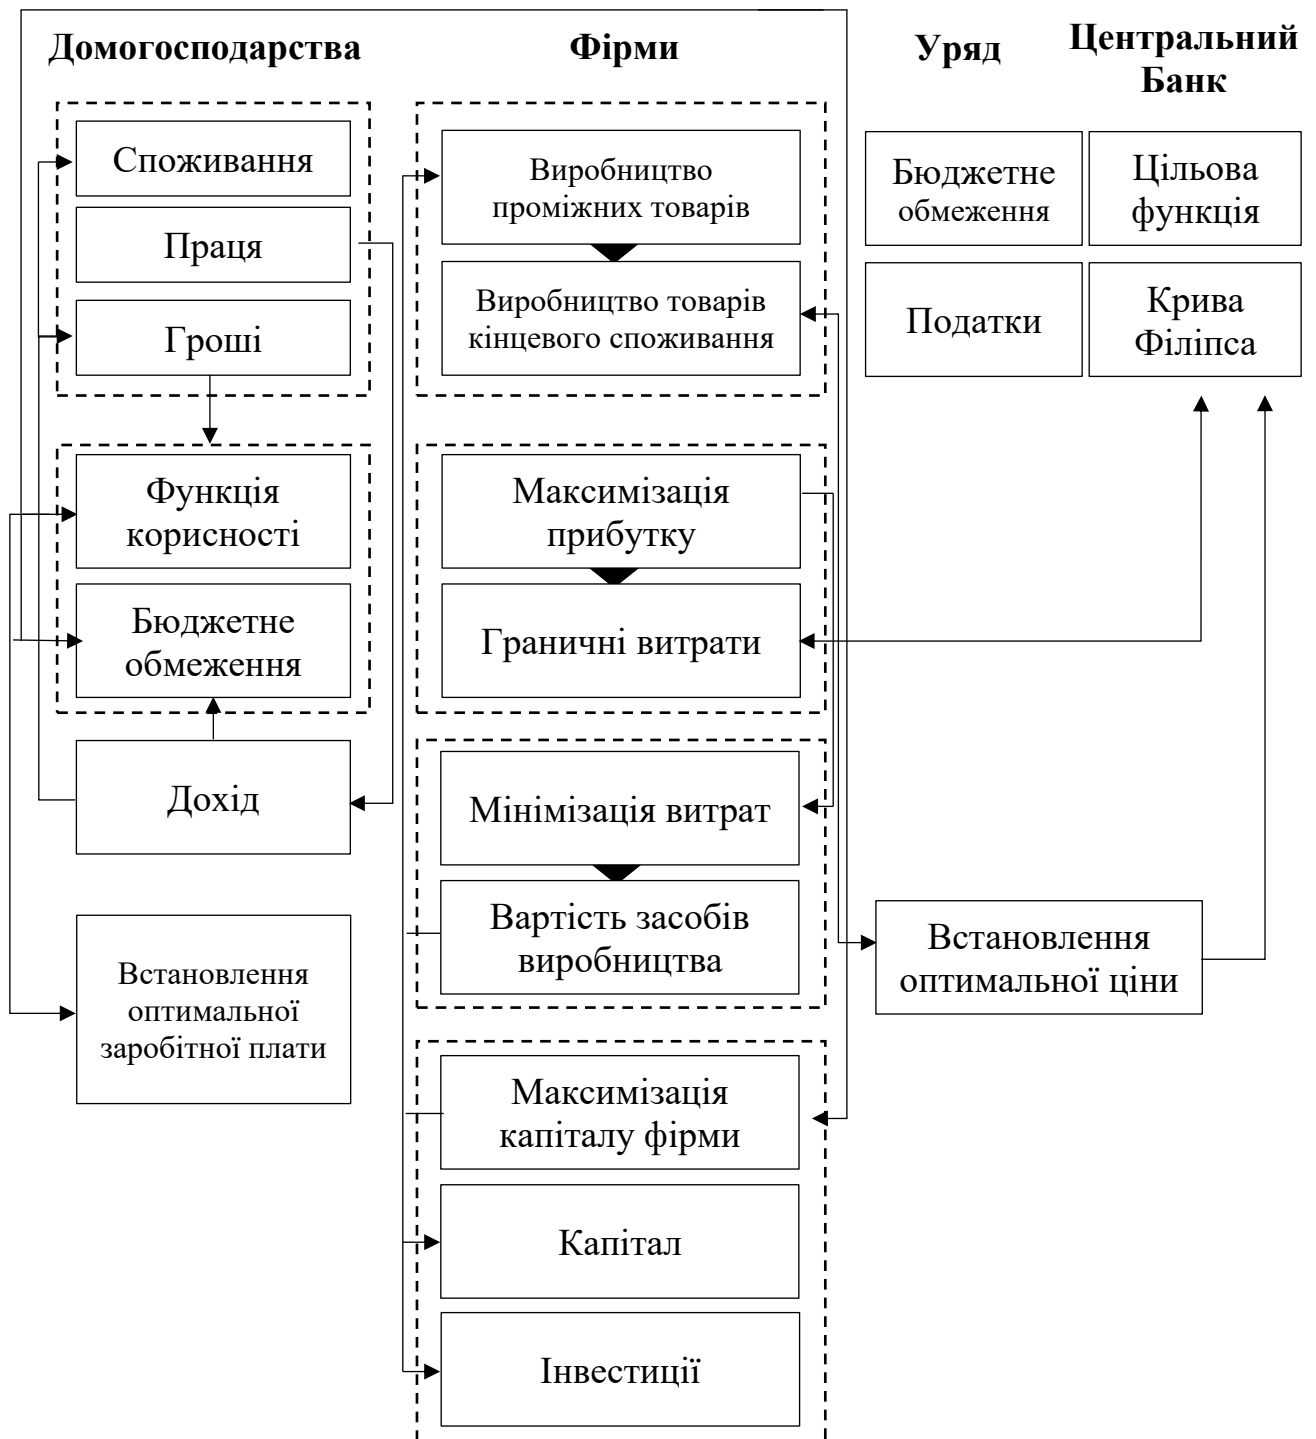 Домогосподарства
Споживання
Праця
Гроші
Функція
корисності
Бюджетне
обмеження
Дохід
Встановлення
оптимальної
заробітної плати
Фірми
Виробництво
проміжних товарів
Виробництво товарів
кінцевого споживання
Максимізація
прибутку
Граничні витрати
Мінімізація витрат
Вартість засобів
виробництва
Максимізація
капіталу фірми
Капітал
Інвестиції
Уряд
Бюджетне
обмеження
Податки
Центральний
Банк
Цільова
функція
Крива
Філіпса
Встановлення
оптимальної ціни